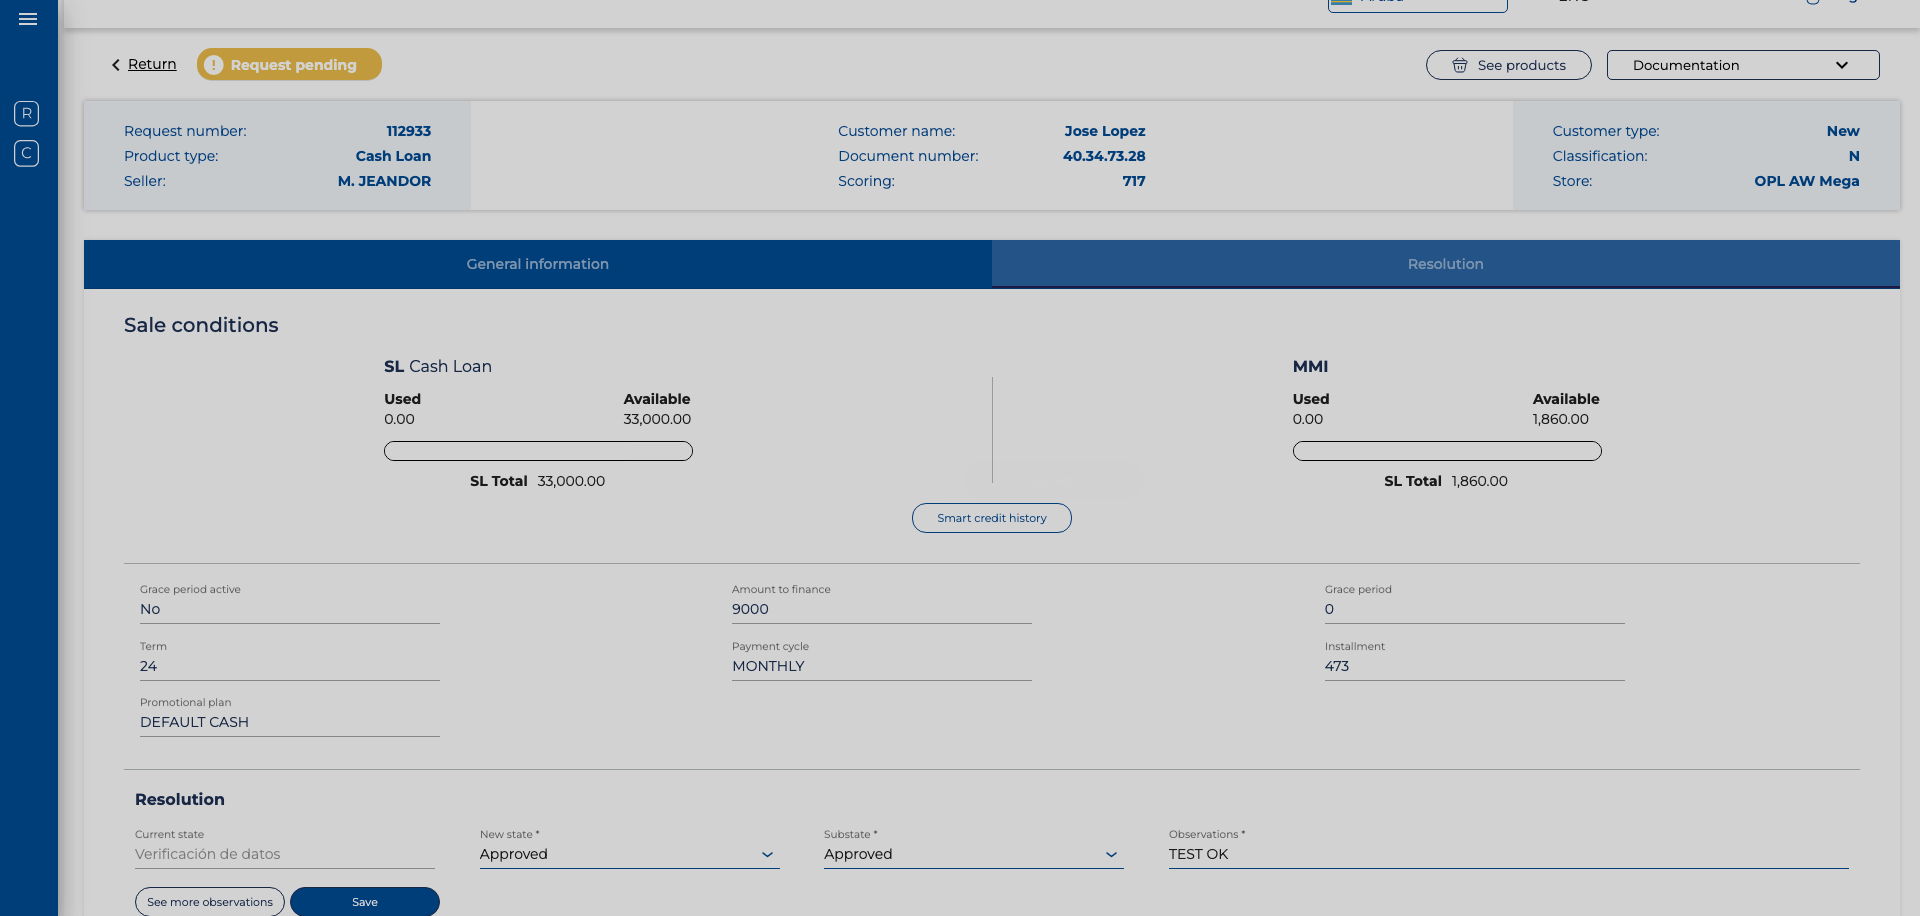 Return
Request pending
See products
Documentation
R
C
Request number: 112933
Product type: Cash Loan
Seller: M. JEANDOR
Customer name: Jose Lopez
Document number: 40.34.73.28
Scoring: 717
Customer type: New
Classification: N
Store: OPL AW Mega
General information
Resolution
Sale conditions
SL Cash Loan
Used Available
0.00 33,000.00
SL Total 33,000.00
MMI
Used Available
0.00 1,860.00
SL Total 1,860.00
Smart credit history
Grace period active
No
Amount to finance
9000
Grace period
0
Term
24
Payment cycle
MONTHLY
Installment
473
Promotional plan
DEFAULT CASH
Resolution
Current state
Verificación de datos
New state *
Approved
Substate *
Approved
Observations *
TEST OK
See more observations
Save